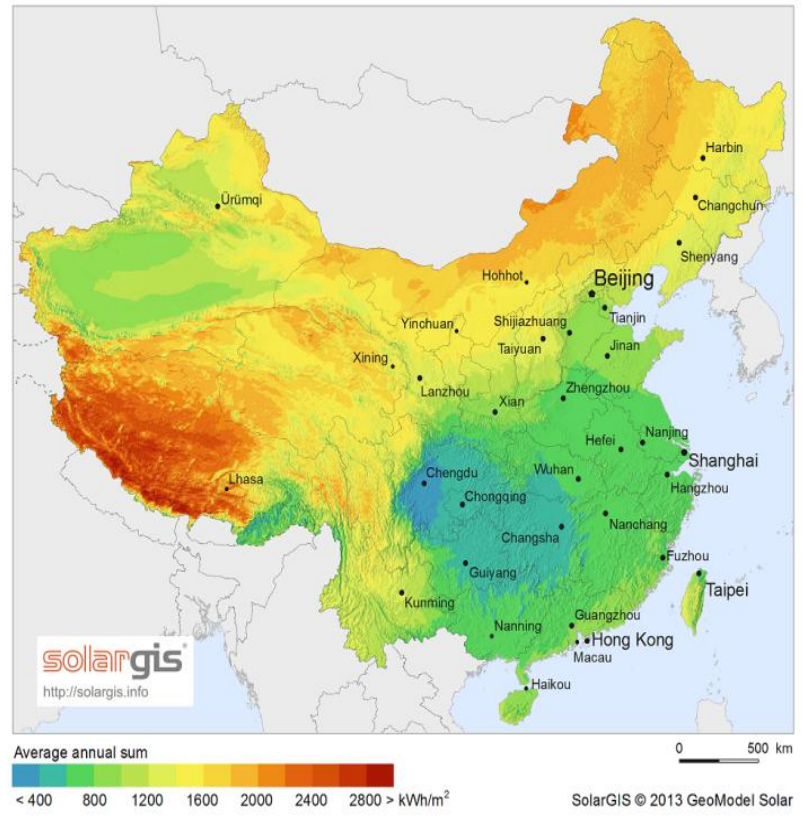 Harbin
Ürümqi
Changchun
Shenyang
Hohhot
Beijing
Tianjin
Yinchuan
Shijiazhuang
Taiyuan
Jinan
Xining
Lanzhou
Zhengzhou
Xian
Nanjing
Hefei
Shanghai
Lhasa
Chengdu
Wuhan
Hangzhou
Chongqing
Nanchang
Changsha
Fuzhou
Guiyang
Taipei
Kunming
Guangzhou
Nanning
Hong Kong
Macau
Haikou
solargis
http://solargis.info
Average annual sum
< 400 800 1200 1600 2000 2400 2800 > kWh/m²
0 500 km
SolarGIS © 2013 GeoModel Solar